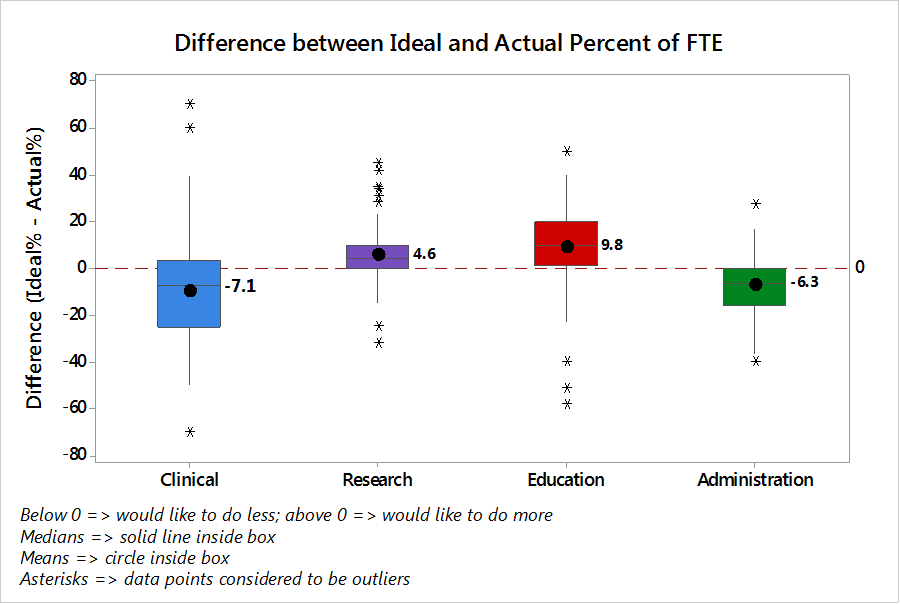 Difference between Ideal and Actual Percent of FTE
Difference (Ideal% - Actual%)
80
60
40
20
0
-20
-40
-60
-80
-7.1
4.6
9.8
-6.3
0
Clinical Research Education Administration
Below 0 => would like to do less; above 0 => would like to do more
Medians => solid line inside box
Means => circle inside box
Asterisks => data points considered to be outliers